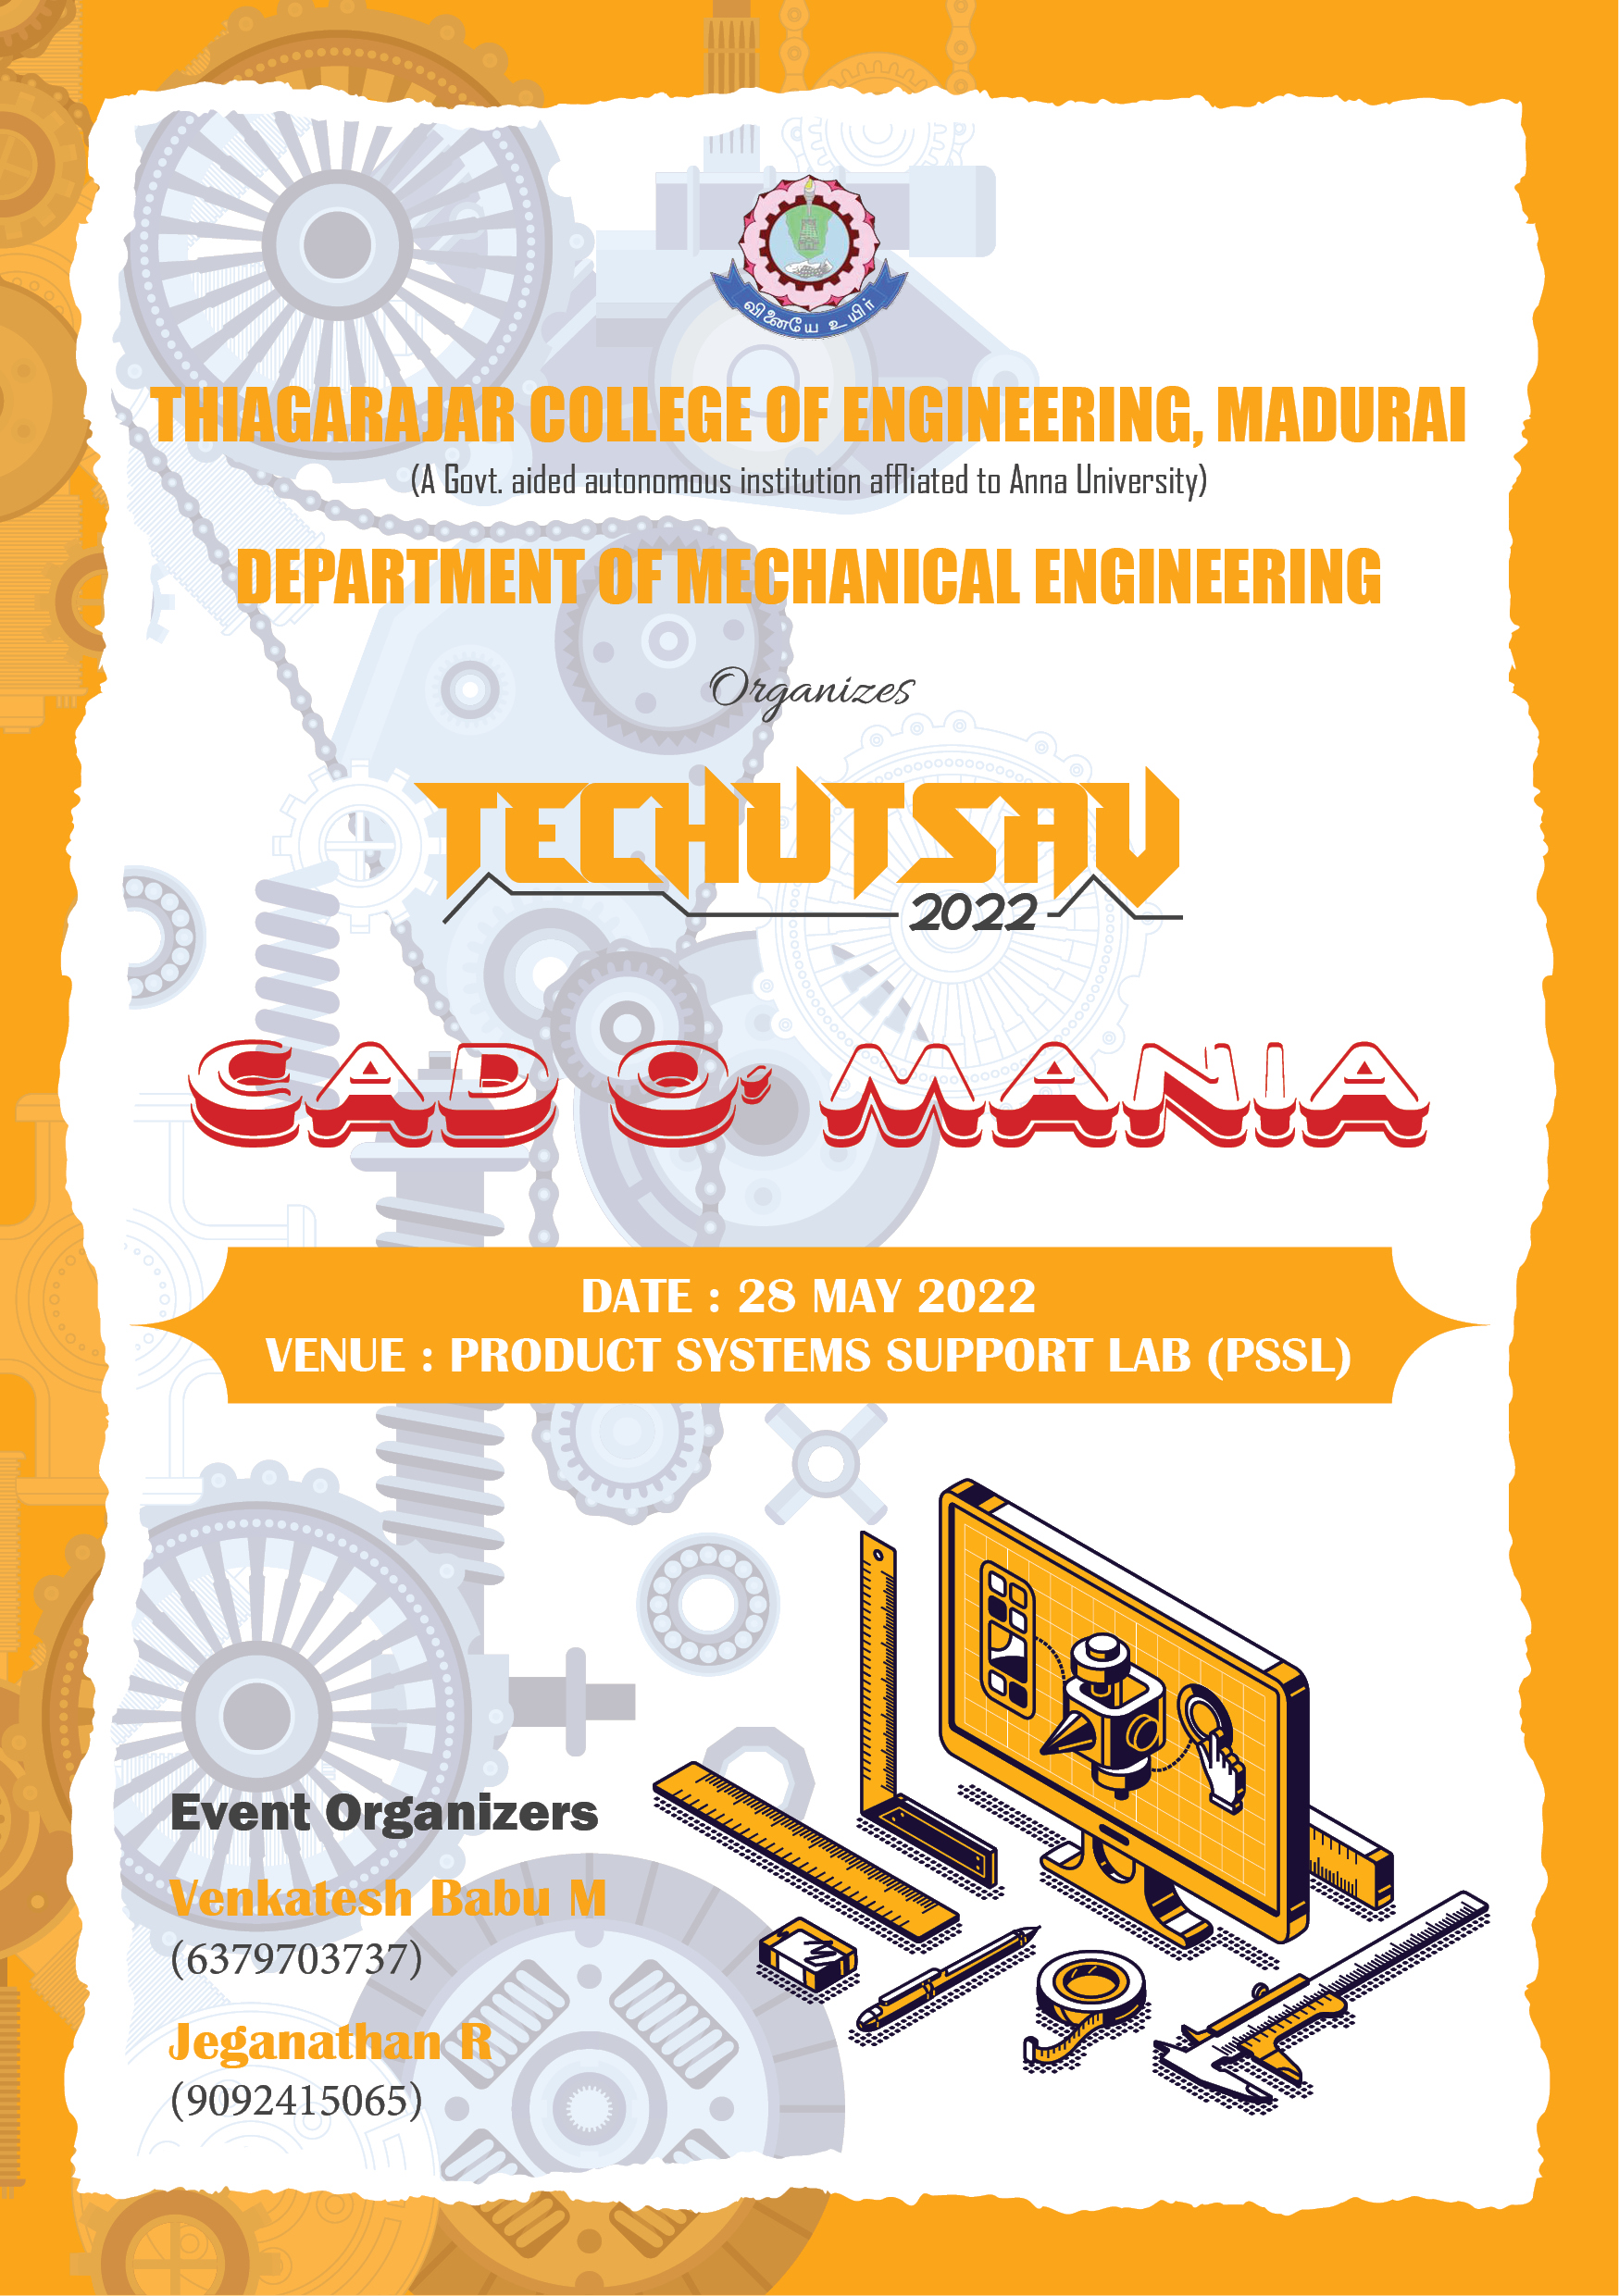 வினையே உயிர்
THIAGARAJAR COLLEGE OF ENGINEERING, MADURAI
(A Govt. aided autonomous institution affliated to Anna University)
DEPARTMENT OF MECHANICAL ENGINEERING
Organizes
TECHUTSAV
2022
CAD O' MANIA
DATE : 28 MAY 2022
VENUE : PRODUCT SYSTEMS SUPPORT LAB (PSSL)
Event Organizers
Venkatesh Babu M
(6379703737)
Jeganathan R
(9092415065)